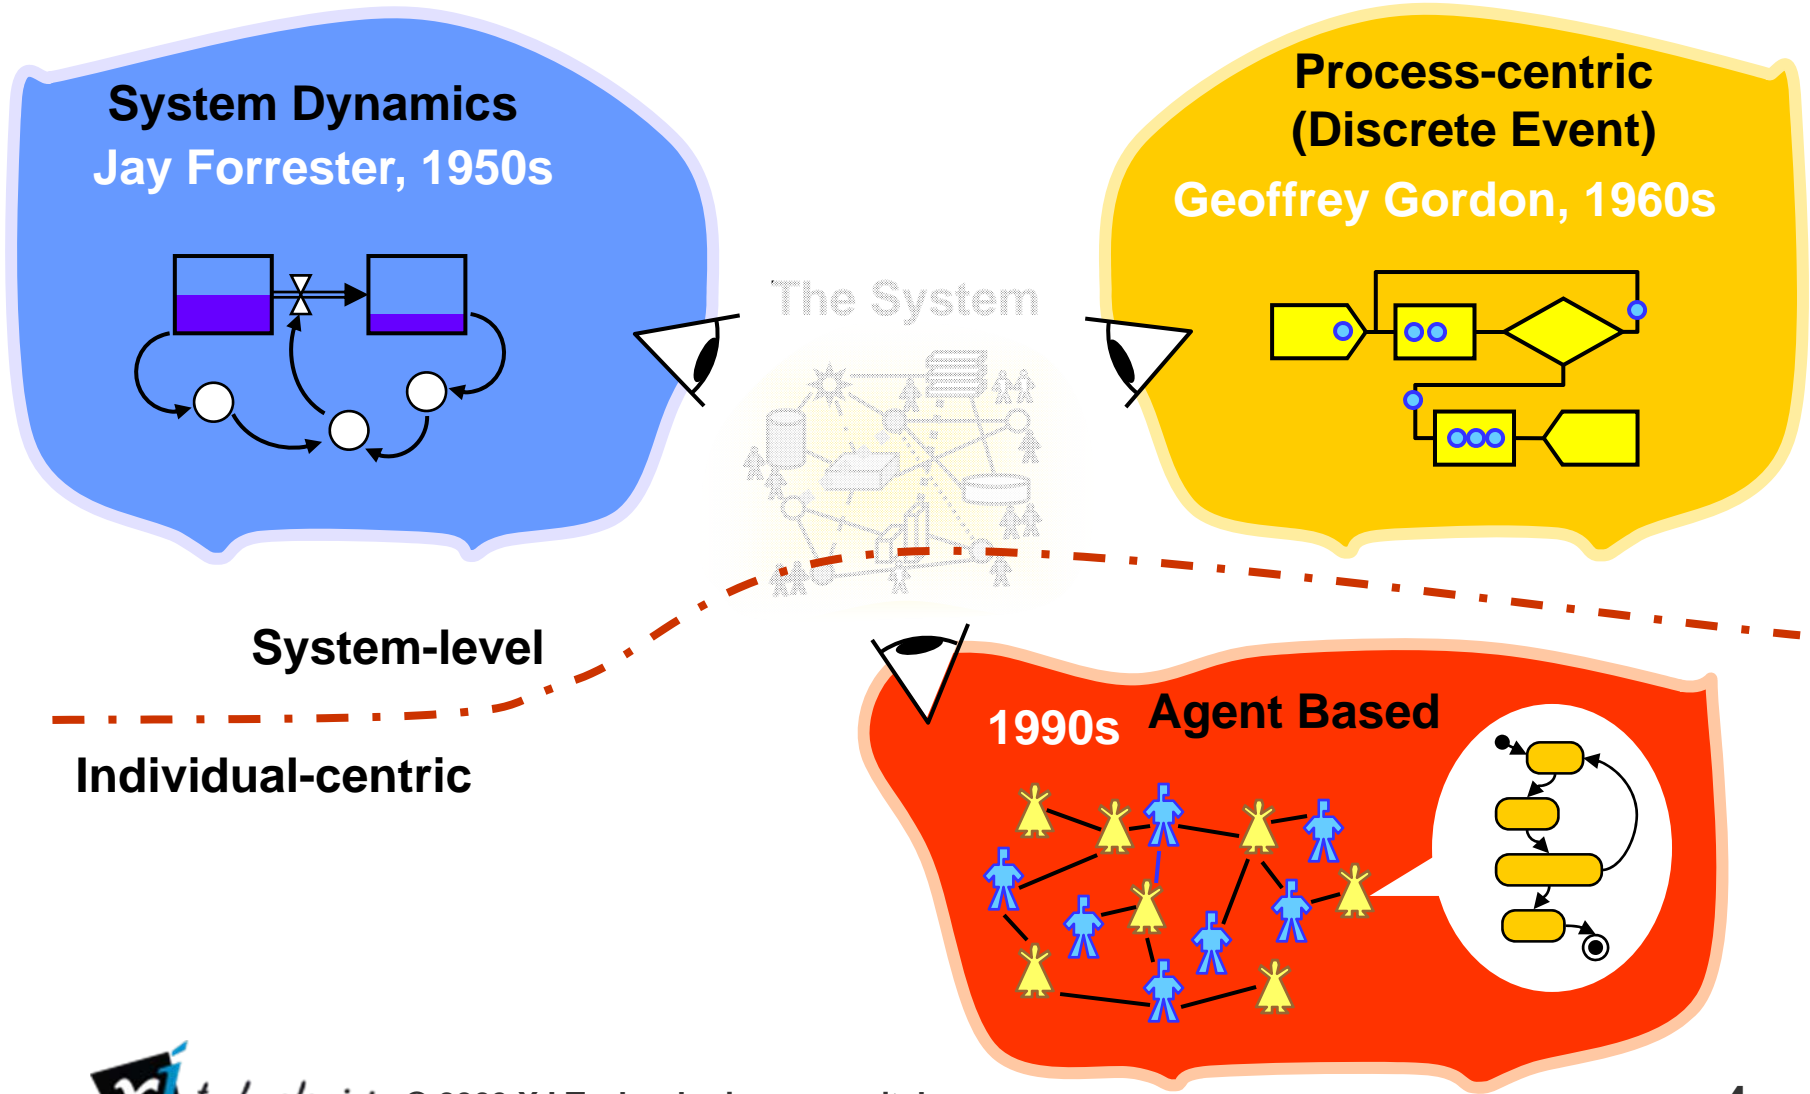 System Dynamics
Jay Forrester, 1950s
Process-centric
(Discrete Event)
Geoffrey Gordon, 1960s
The System
System-level
Individual-centric
1990s
Agent Based